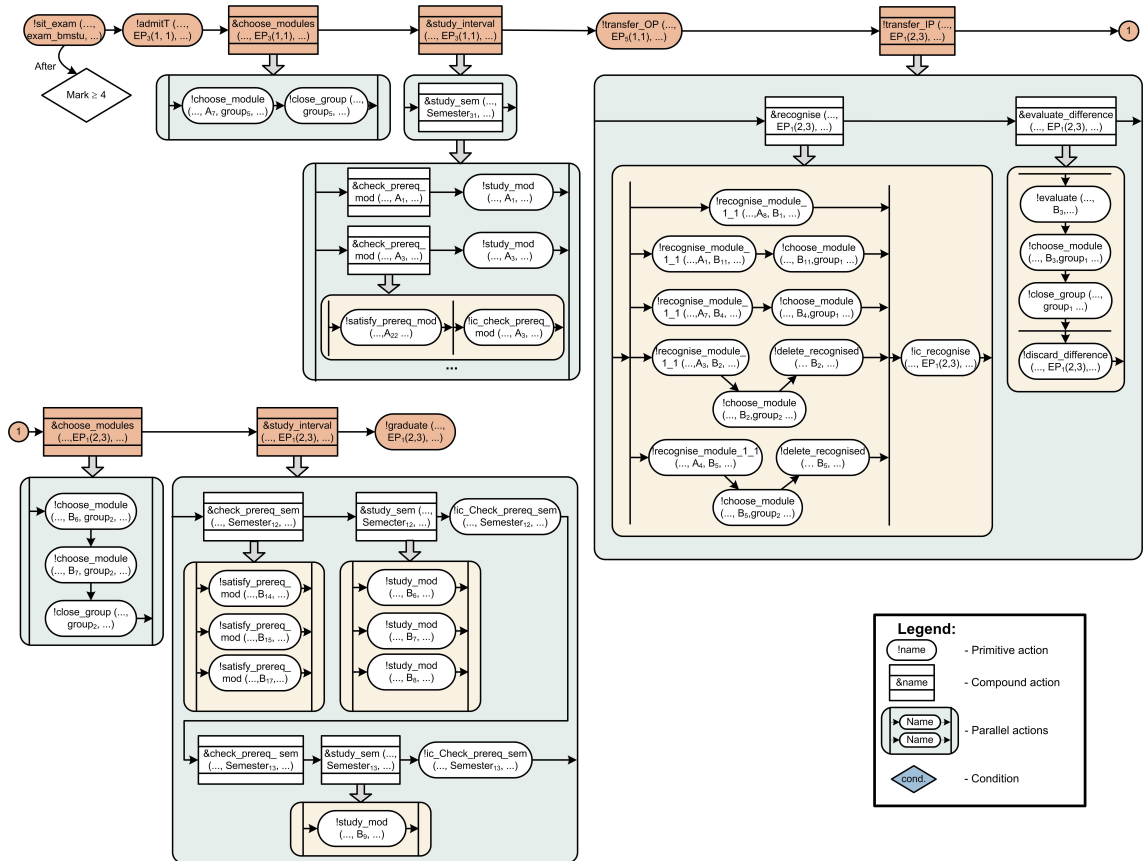 !sit_exam (...,
exam_bmstu, ...)
!admitT (...,
EP3(1, 1), ...)
&choose_modules
(..., EP3(1,1), ...)
&study_interval
(..., EP3(1,1), ...)
!transfer_OP (...,
EP5(1,1), ...)
!transfer_IP (...,
EP1(2,3), ...)
1
After
Mark ≥ 4
!choose_module
(..., A7, group5, ...)
!close_group (...,
group5, ...)
&study_sem (...,
Semester31, ...)
&check_prereq_
mod (..., A1, ...)
!study_mod
(..., A1, ...)
&check_prereq_
mod (..., A3, ...)
!study_mod
(..., A3, ...)
!satisfy_prereq_mod
(...,A22 ...)
!ic_check_prereq_
mod (..., A3, ...)
...
&recognise (...,
EP1(2,3), ...)
&evaluate_difference
(..., EP1(2,3), ...)
!recognise_module_
1_1 (...,A6, B1, ...)
!recognise_module_
1_1 (...,A1, B11, ...)
!choose_module
(..., B11,group1 ...)
!recognise_module_
1_1 (...,A7, B4, ...)
!choose_module
(..., B4,group1 ...)
!recognise_module_
1_1 (...,A3, B2, ...)
!delete_recognised
(... B2, ...)
!choose_module
(..., B2,group2 ...)
!recognise_module_1_1
(..., A4, B5, ...)
!delete_recognised
(... B5, ...)
!choose_module
(..., B5,group2 ...)
!ic_recognise
(..., EP1(2,3), ...)
!evaluate (...,
B3,...)
!choose_module
(..., B3,group1 ...)
!close_group (...,
group1 ...)
!discard_difference
(..., EP1(2,3),...)
1
&choose_modules
(...,EP1(2,3), ...)
&study_interval
(..., EP1(2,3), ...)
!graduate (...,
EP1(2,3), ...)
!choose_module
(..., B6, group2, ...)
!choose_module
(..., B7, group2, ...)
!close_group (...,
group2, ...)
&check_prereq_sem
(..., Semester12, ...)
&study_sem (...,
Semecter12, ...)
!ic_Check_prereq_sem
(..., Semester12, ...)
!satisfy_prereq_
mod (...,B14, ...)
!satisfy_prereq_
mod (...,B15, ...)
!satisfy_prereq_
mod (...,B17,...)
!study_mod
(..., B6, ...)
!study_mod
(..., B7, ...)
!study_mod
(..., B8, ...)
&check_prereq_ sem
(..., Semester13, ...)
&study_sem (...,
Semester13, ...)
!ic_Check_prereq_sem
(..., Semester13, ...)
!study_mod
(..., B9, ...)
Legend:
!name
- Primitive action
&name
- Compound action
Name
Name
- Parallel actions
cond.
- Condition